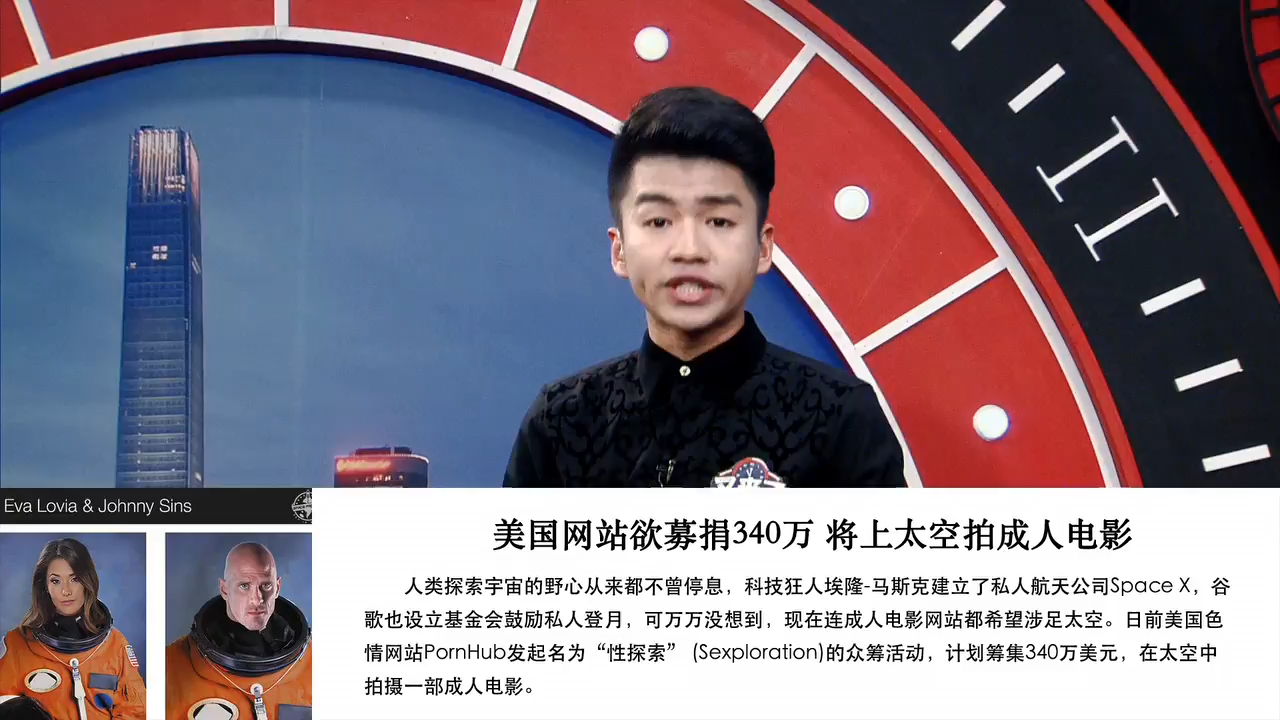 Eva Lovia & Johnny Sins
美国网站欲募捐340万 将上太空拍成人电影
人类探索宇宙的野心从来都不曾停息，科技狂人埃隆-马斯克建立了私人航天公司Space X，谷
歌也设立基金会鼓励私人登月，可万万没想到，现在连成人电影网站都希望涉足太空。日前美国色
情网站PornHub发起名为“性探索” (Sexploration)的众筹活动，计划筹集340万美元，在太空中
拍摄一部成人电影。